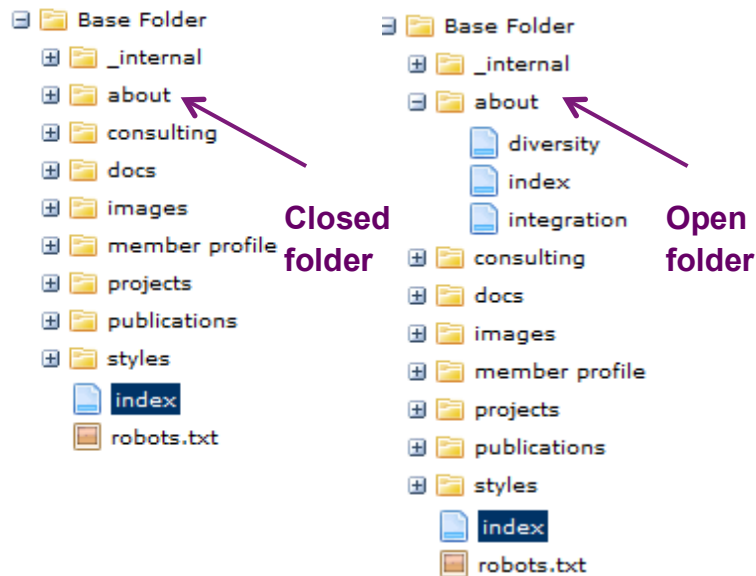 Base Folder
_internal
about
consulting
docs
images
member profile
projects
publications
styles
index
robots.txt
Closed
folder
Base Folder
_internal
about
diversity
index
integration
consulting
docs
images
member profile
projects
publications
styles
index
robots.txt
Open
folder